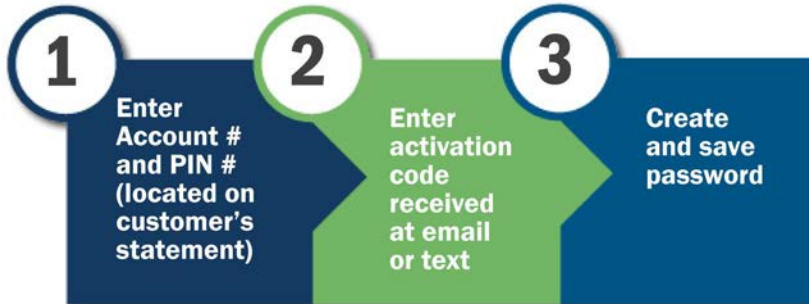 1
Enter
Account #
and PIN #
(located on
customer's
statement)
2
Enter
activation
code
received
at email
or text
3
Create
and save
password